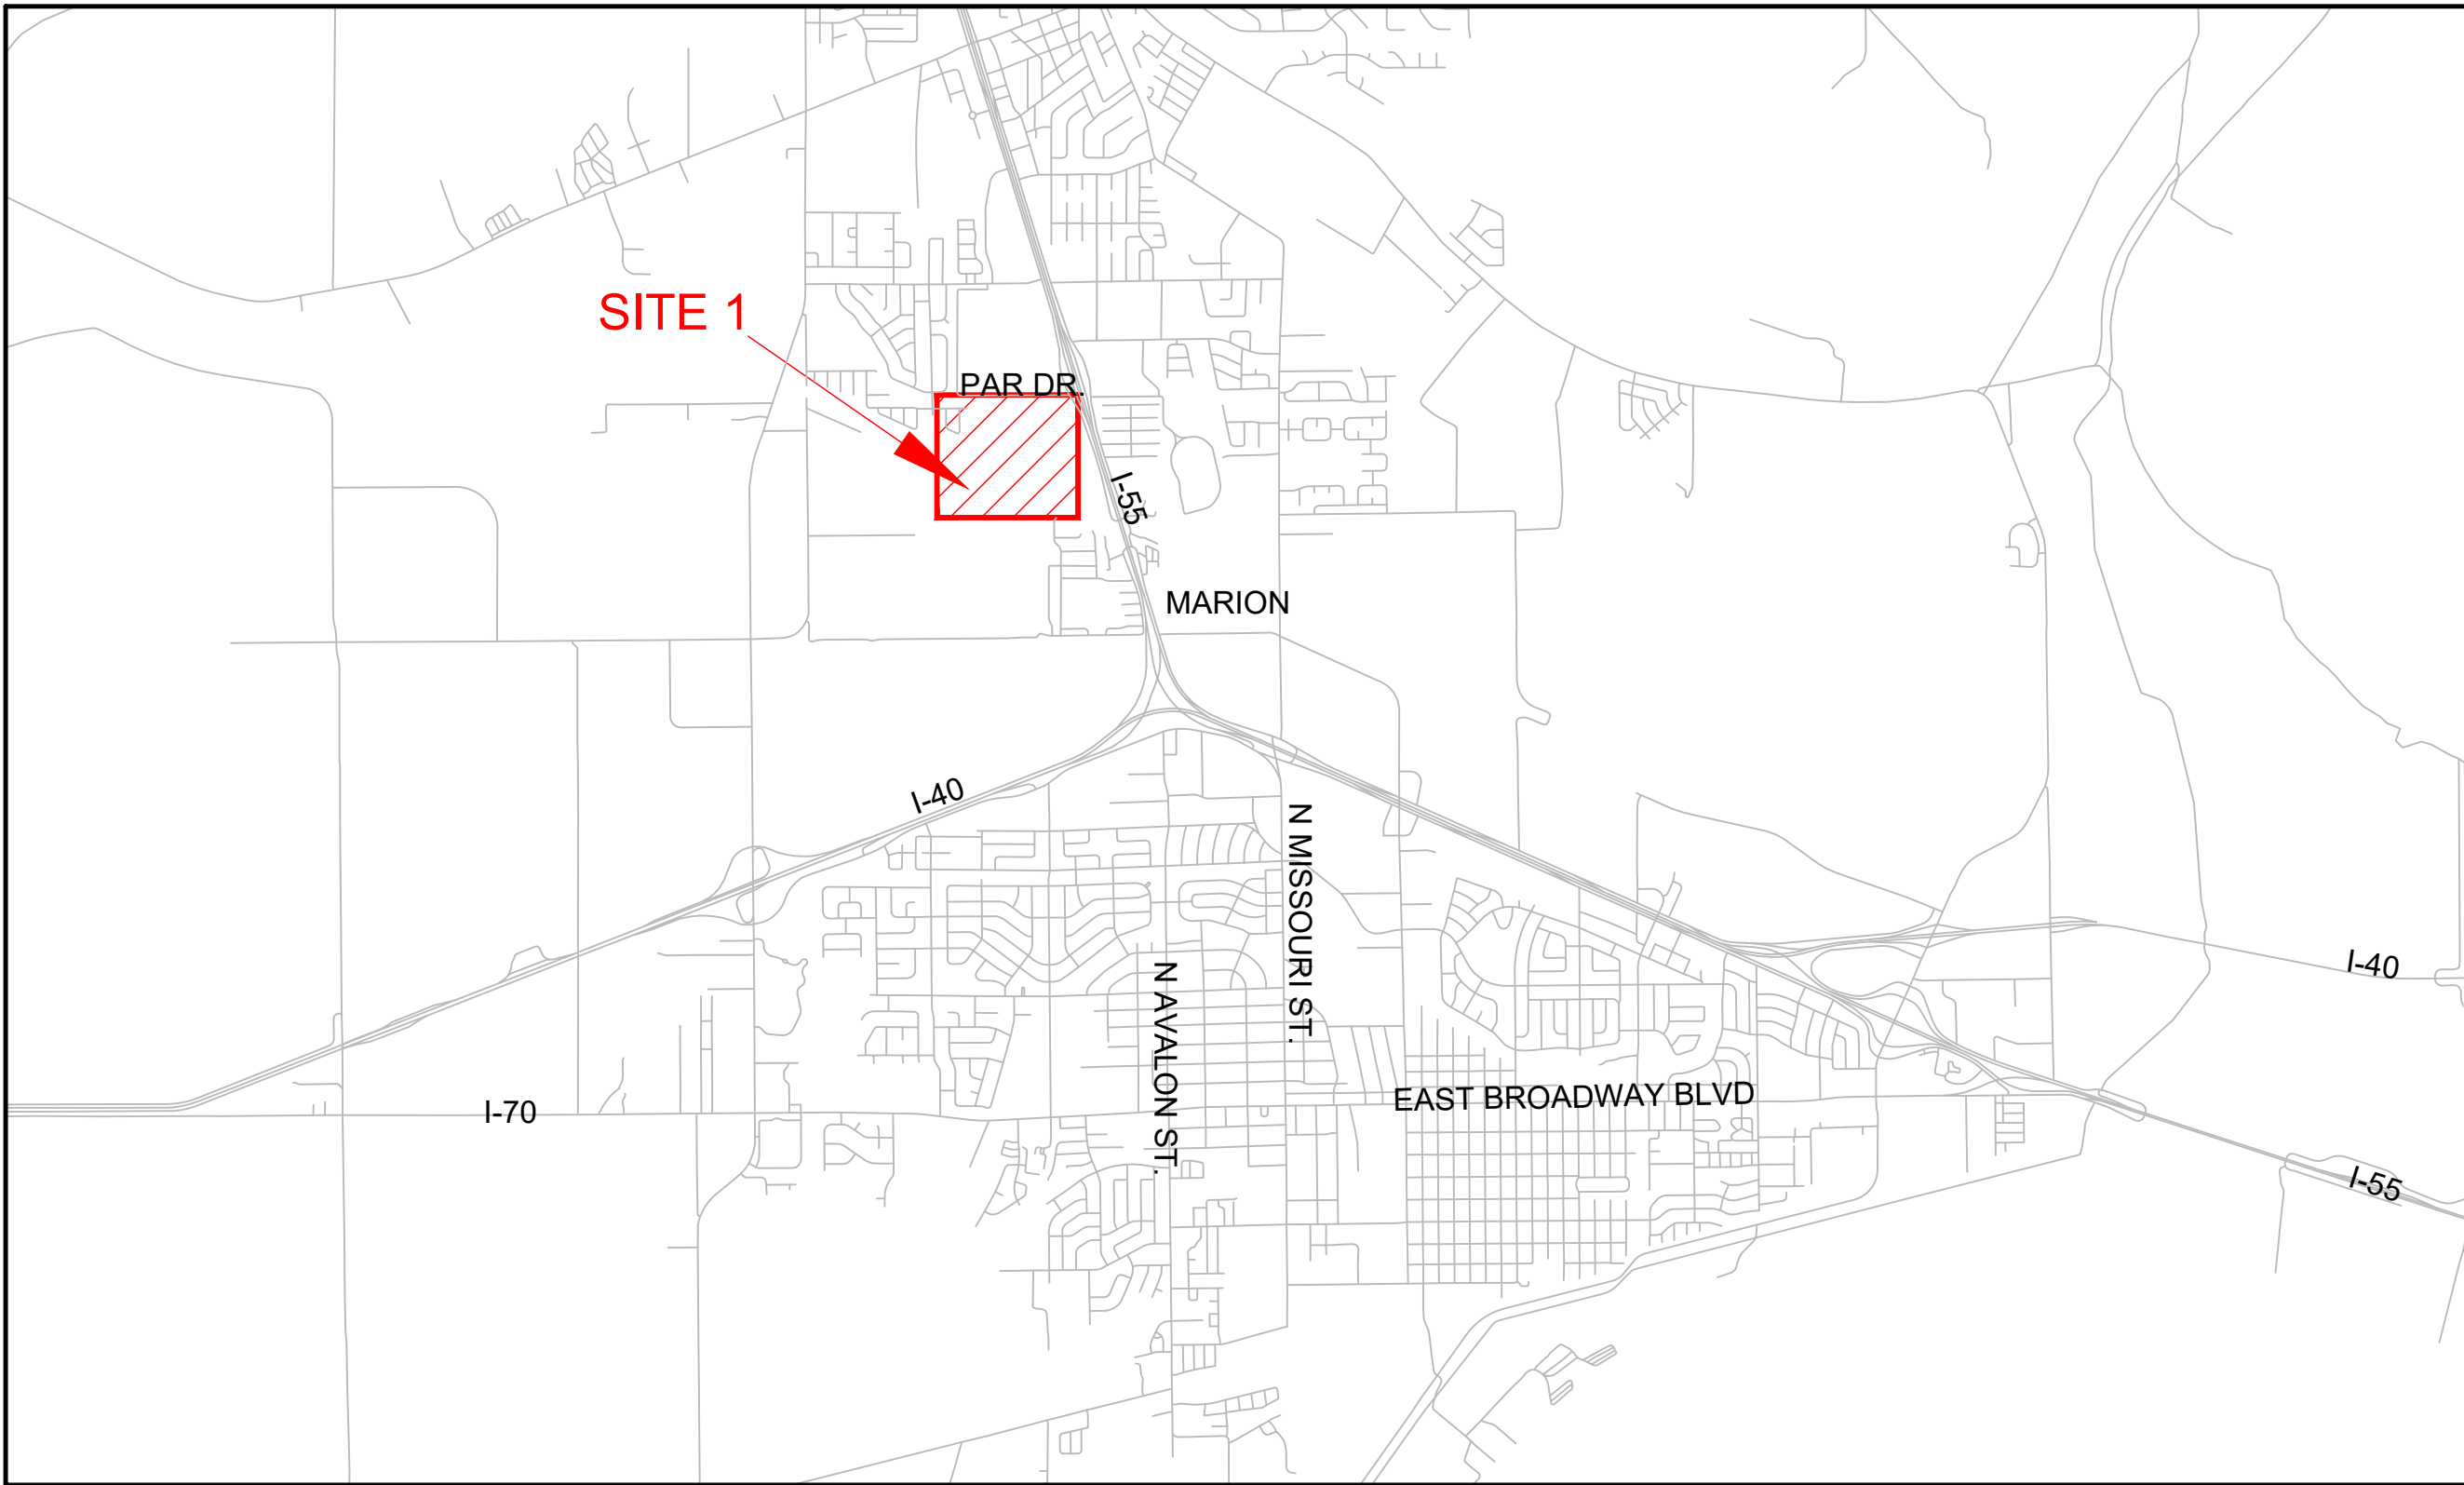 SITE 1
PAR DR.
I-55
MARION
I-40
N MISSOURI ST.
I-40
N AVALON ST.
EAST BROADWAY BLVD
I-70
I-55